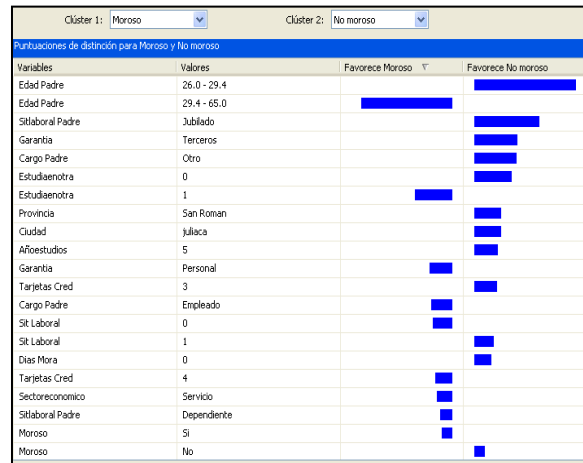 Clúster 1: Moroso Clúster 2: No moroso
Puntuaciones de distinción para Moroso y No moroso
Variables Valores Favorece Moroso Favorece No moroso
Edad Padre 26.0 - 29.4
Edad Padre 29.4 - 65.0
Sitlaboral Padre Jubilado
Garantia Terceros
Cargo Padre Otro
Estudiaenotra 0
Estudiaenotra 1
Provincia San Roman
Ciudad juliaca
Añoestudios 5
Garantia Personal
Tarjetas Cred 3
Cargo Padre Empleado
Sit Laboral 0
Sit Laboral 1
Dias Mora 0
Tarjetas Cred 4
Sectoreconomico Servicio
Sitlaboral Padre Dependiente
Moroso Si
Moroso No